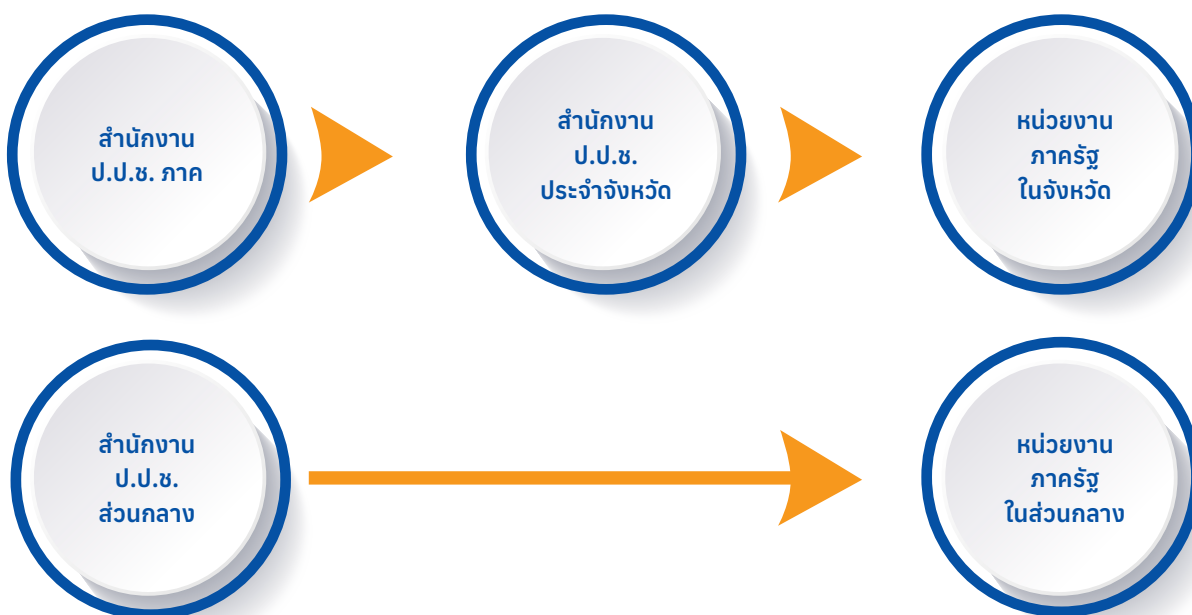 สำนักงาน
ป.ป.ช. ภาค
สำนักงาน
ป.ป.ช.
ประจำจังหวัด
หน่วยงาน
ภาครัฐ
ในจังหวัด
สำนักงาน
ป.ป.ช.
ส่วนกลาง
หน่วยงาน
ภาครัฐ
ในส่วนกลาง